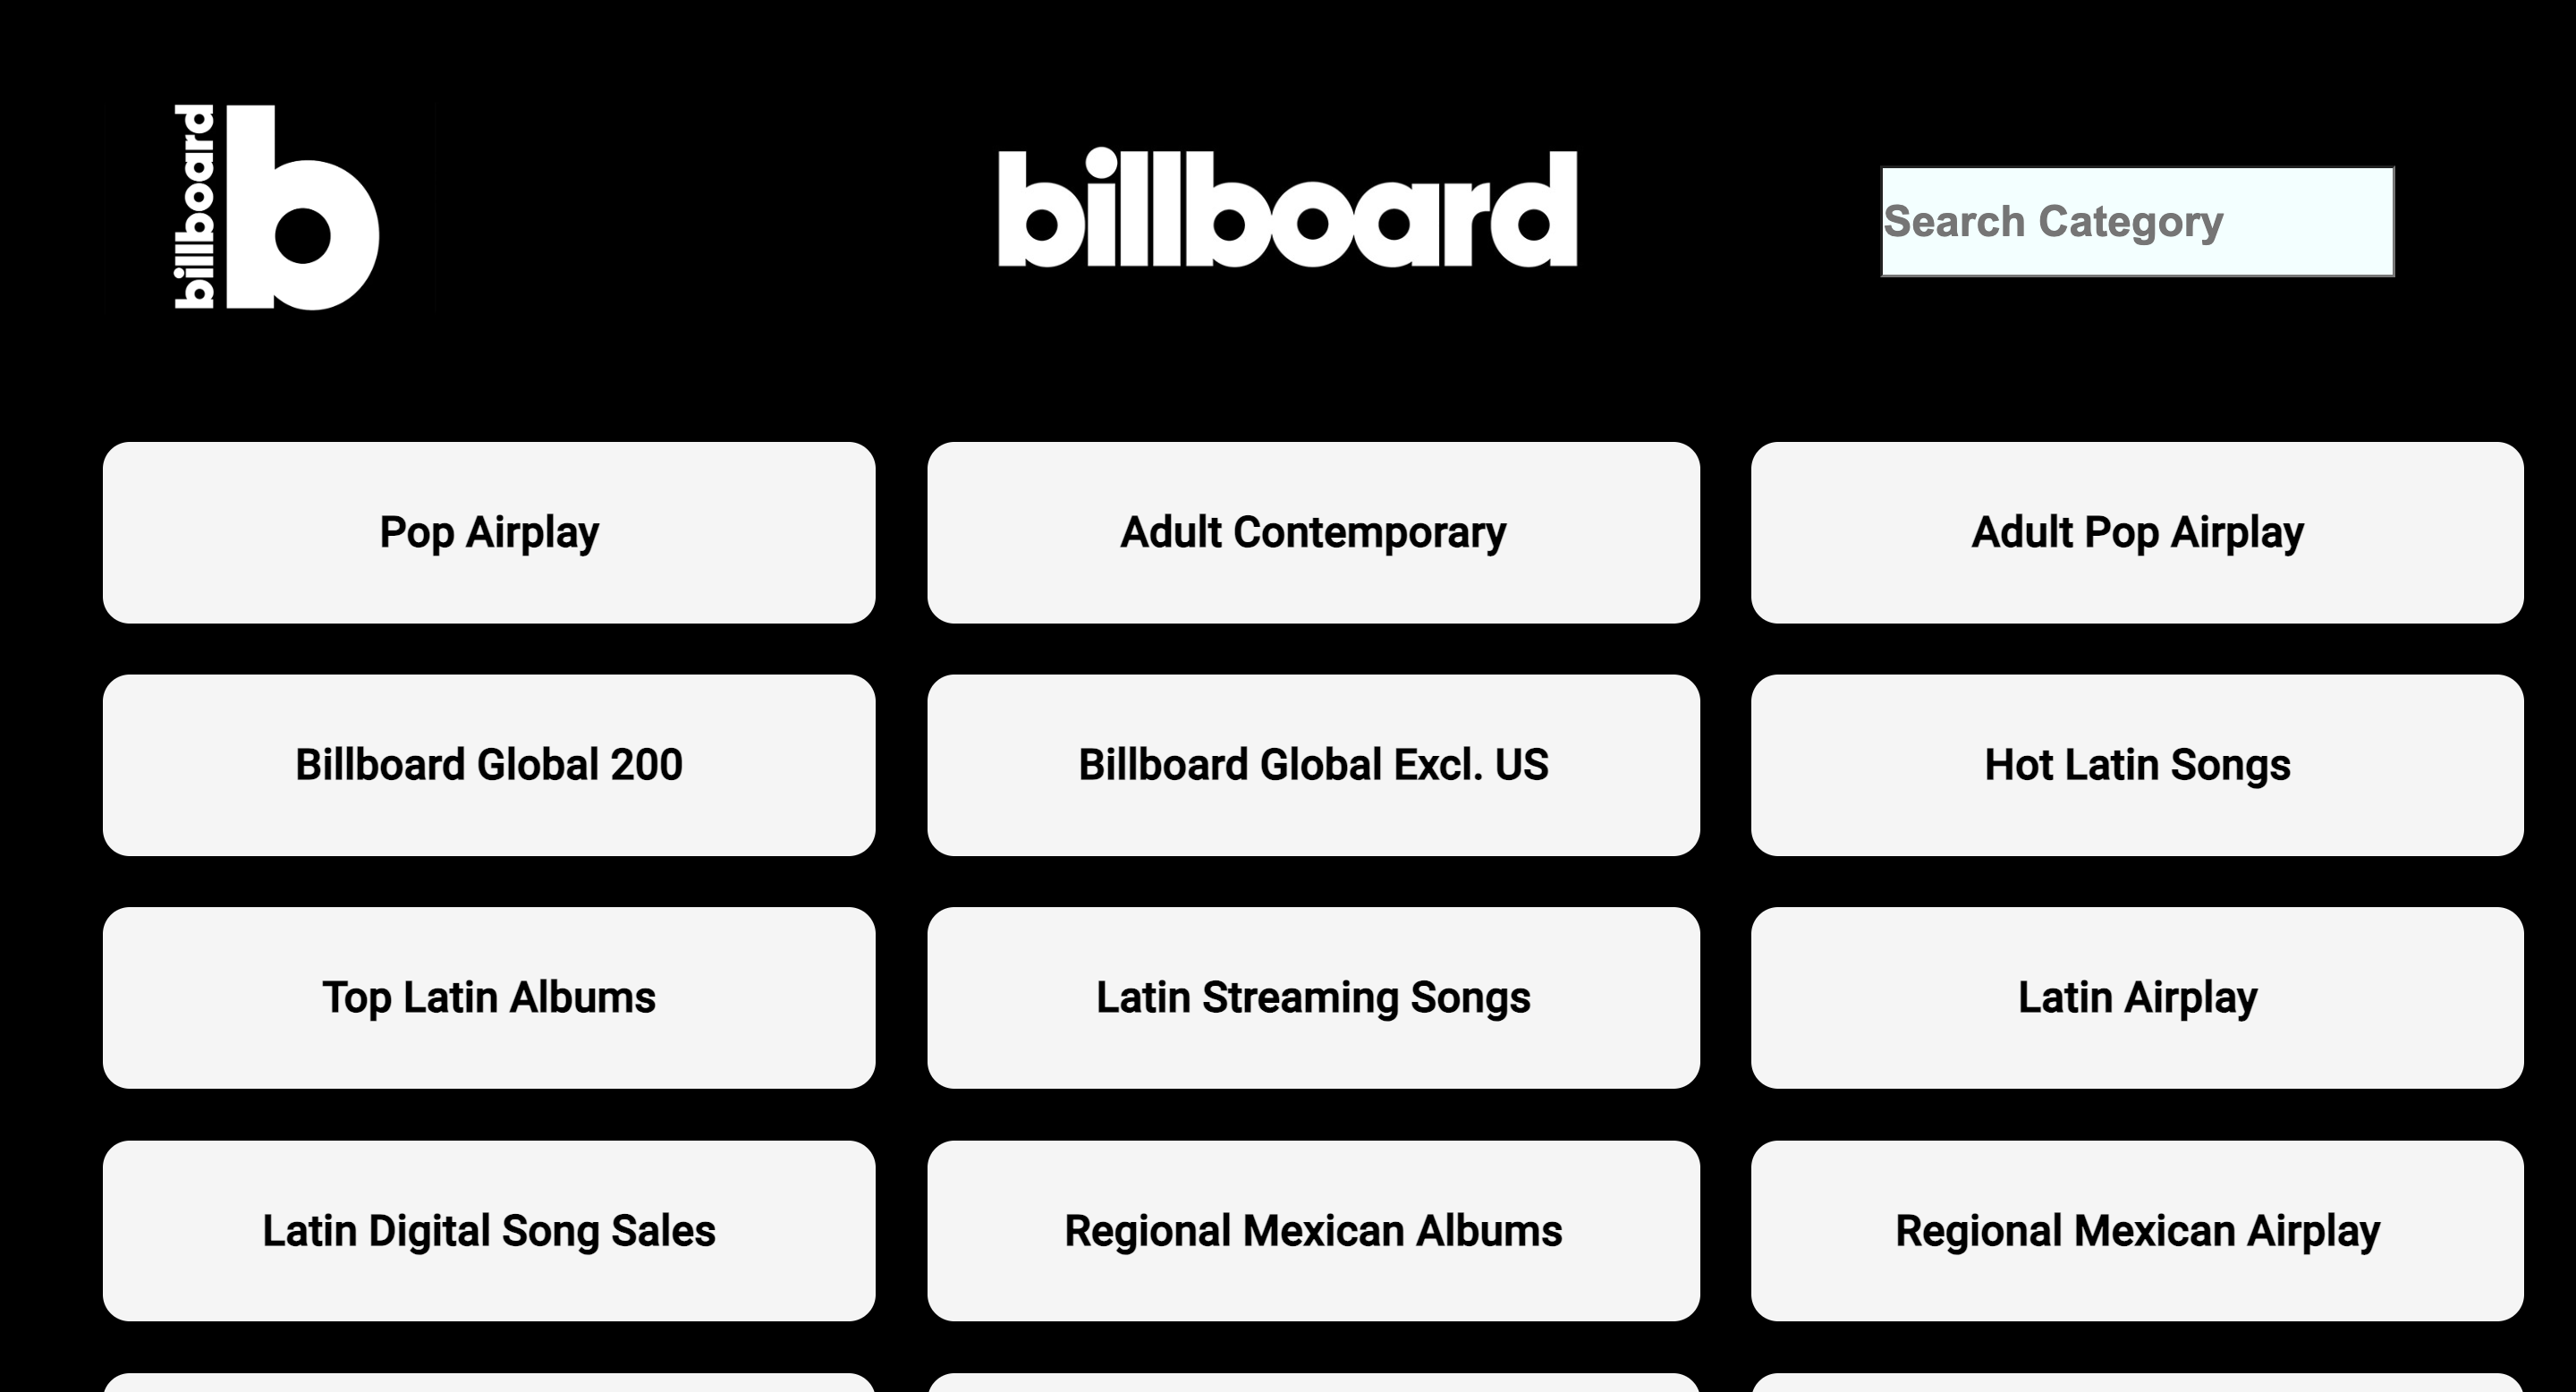 billboard b
billboard
Search Category
Pop Airplay
Adult Contemporary
Adult Pop Airplay
Billboard Global 200
Billboard Global Excl. US
Hot Latin Songs
Top Latin Albums
Latin Streaming Songs
Latin Airplay
Latin Digital Song Sales
Regional Mexican Albums
Regional Mexican Airplay